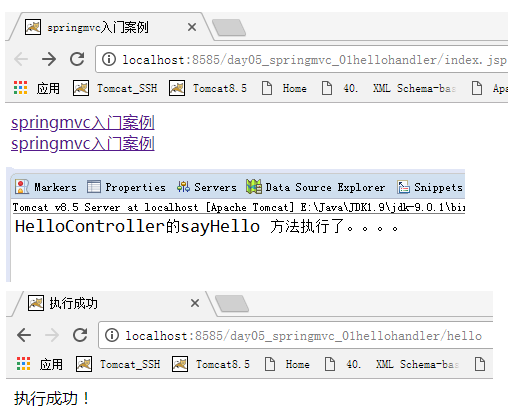 springmvc入门案例
localhost:8585/day05_springmvc_01hellohandler/index.jsp
应用 Tomcat_SSH Tomcat8.5 Home 40. XML Schema-bas Apa
springmvc入门案例
springmvc入门案例
Markers Properties Servers Data Source Explorer Snippets
Tomcat v8.5 Server at localhost [Apache Tomcat] E:\Java\JDK1.9\jdk-9.0.1\bin
HelloController的sayHello 方法执行了。。。。
执行成功
localhost:8585/day05_springmvc_01hellohandler/hello
应用 Tomcat_SSH Tomcat8.5 Home 40. XML Schema-bas
执行成功！